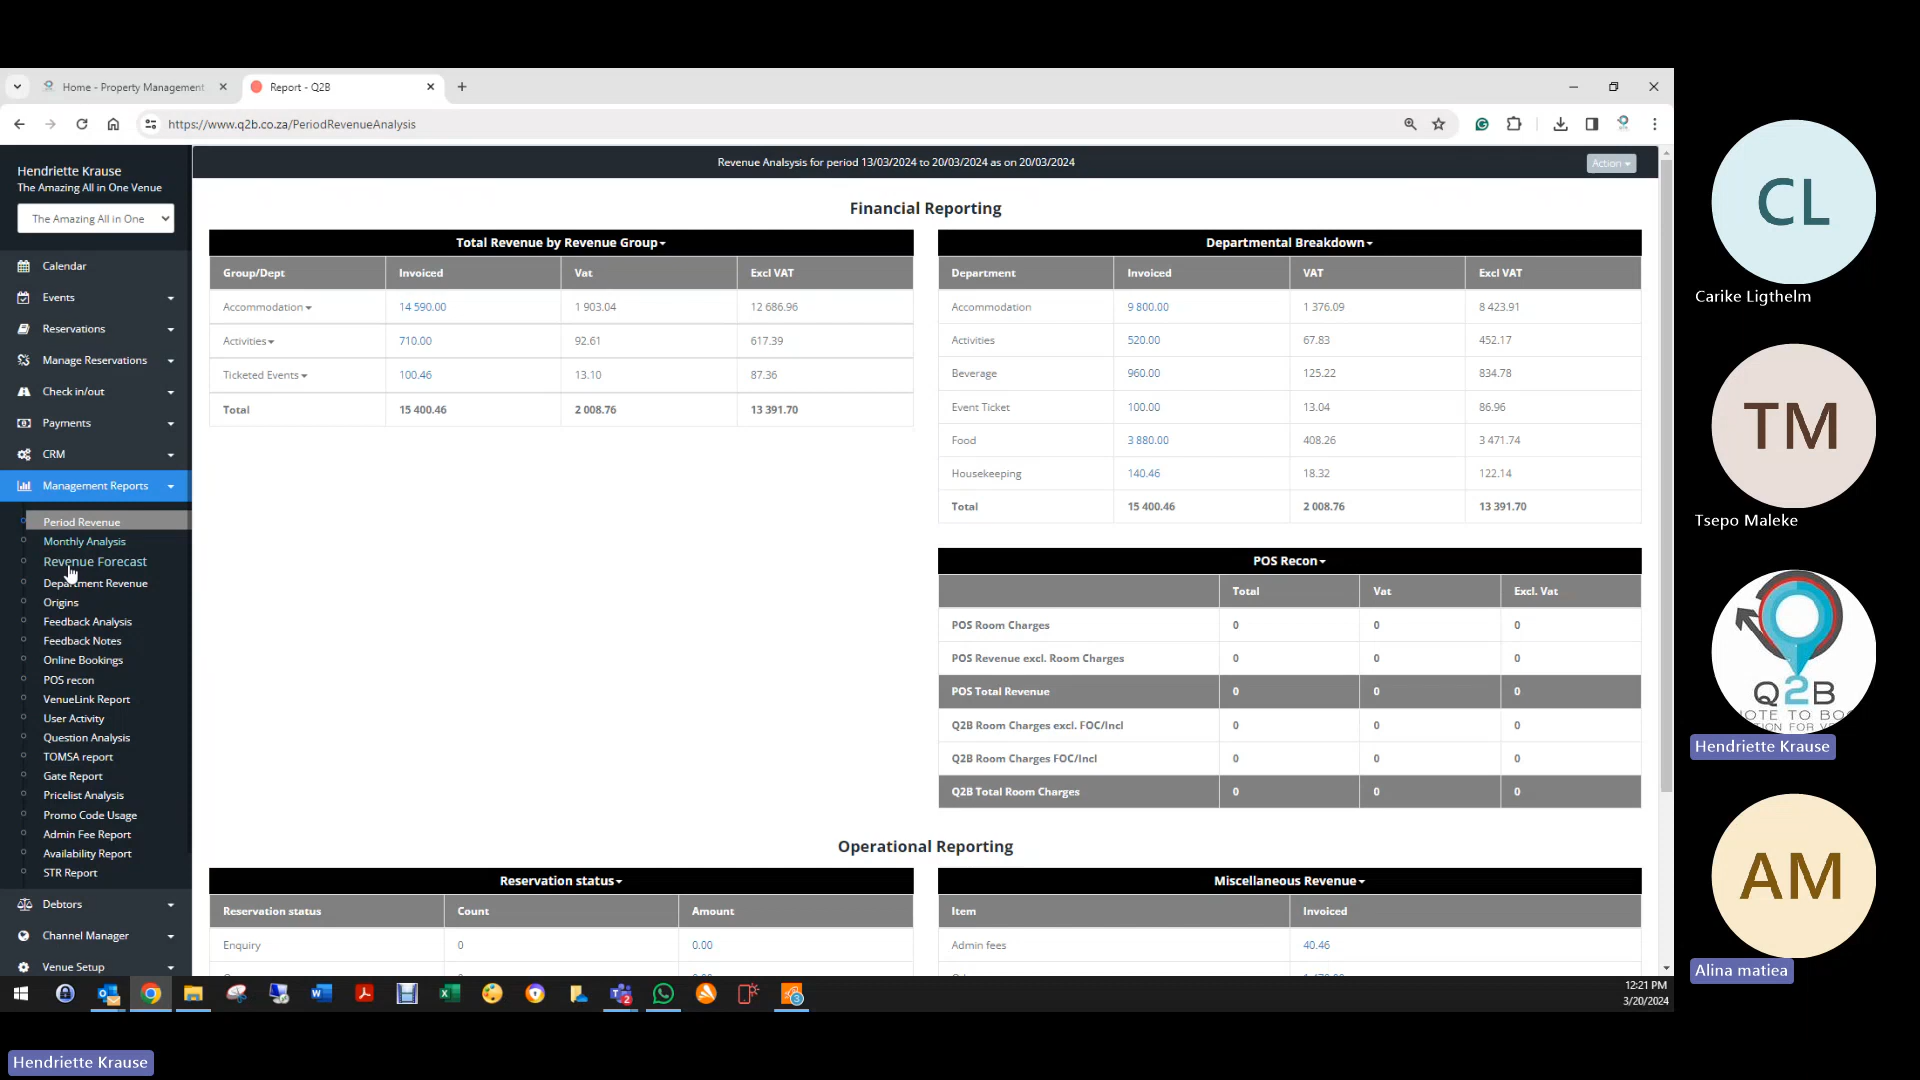 Home - Property Management
Report - Q2B
https://www.q2b.co.za/PeriodRevenueAnalysis
Hendriette Krause
The Amazing All in One Venue
The Amazing All in One
Calendar
Events
Reservations
Manage Reservations
Check in/out
Payments
CRM
Management Reports
Period Revenue
Monthly Analysis
Revenue Forecast
Department Revenue
Origins
Feedback Analysis
Feedback Notes
Online Bookings
POS recon
VenueLink Report
User Activity
Question Analysis
TOMSA report
Gate Report
Pricelist Analysis
Promo Code Usage
Admin Fee Report
Availability Report
STR Report
Debtors
Channel Manager
Venue Setup
Revenue Analsysis for period 13/03/2024 to 20/03/2024 as on 20/03/2024
Action
Financial Reporting
Total Revenue by Revenue Group
Group/Dept Invoiced Vat Excl VAT
Accommodation 14 590.00 1 903.04 12 686.96
Activities 710.00 92.61 617.39
Ticketed Events 100.46 13.10 87.36
Total 15 400.46 2 008.76 13 391.70
Departmental Breakdown
Department Invoiced VAT Excl VAT
Accommodation 9 800.00 1 376.09 8 423.91
Activities 520.00 67.83 452.17
Beverage 960.00 125.22 834.78
Event Ticket 100.00 13.04 86.96
Food 3 880.00 408.26 3 471.74
Housekeeping 140.46 18.32 122.14
Total 15 400.46 2 008.76 13 391.70
POS Recon
Total Vat Excl. Vat
POS Room Charges 0 0 0
POS Revenue excl. Room Charges 0 0 0
POS Total Revenue 0 0 0
Q2B Room Charges excl. FOC/Incl 0 0 0
Q2B Room Charges FOC/Incl 0 0 0
Q2B Total Room Charges 0 0 0
Operational Reporting
Reservation status
Reservation status Count Amount
Enquiry 0 0.00
Miscellaneous Revenue
Item Invoiced
Admin fees 40.46
12:21 PM
3/20/2024
CL
Carike Ligthelm
TM
Tsepo Maleke
Q2B
Hendriette Krause
AM
Alina matiea
Hendriette Krause